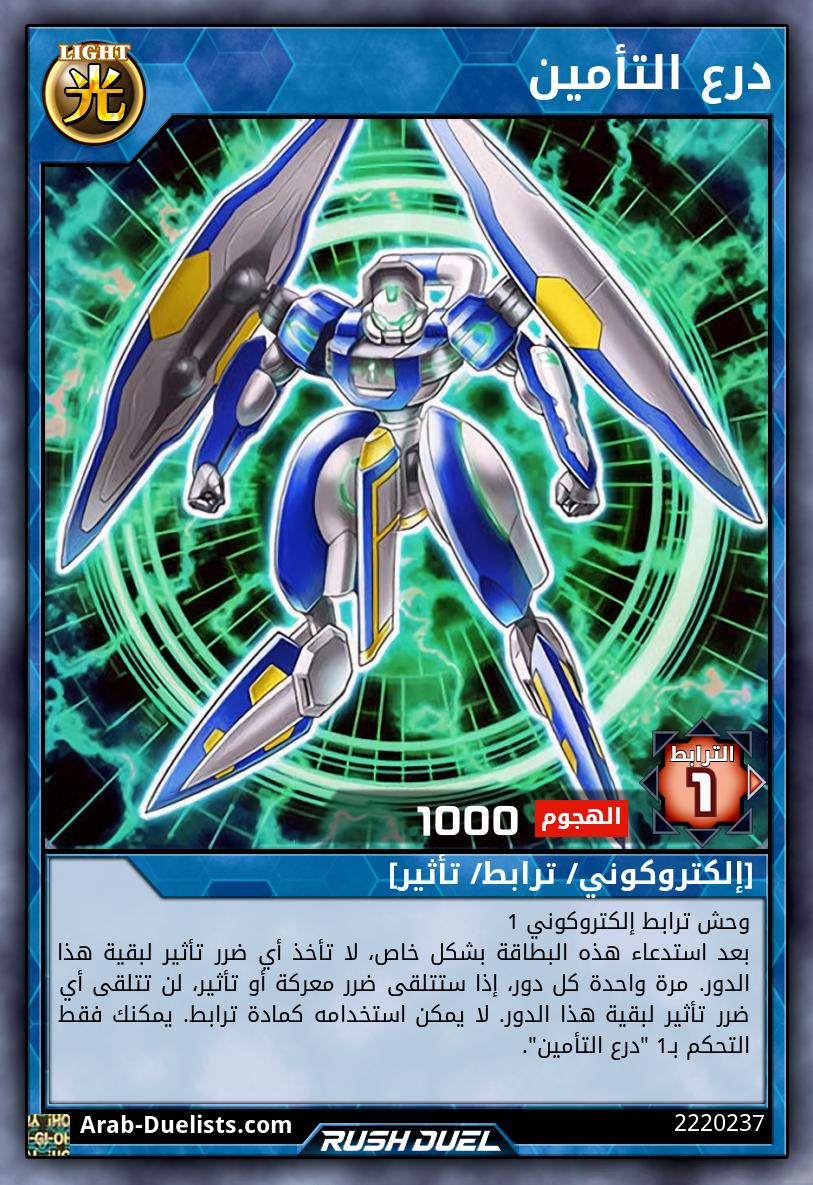 LIGHT
光
درع التأمين
الترابط
1
الهجوم 1000
[إلكتروكوني/ ترابط/ تأثير]
وحش ترابط إلكتروكوني 1
بعد استدعاء هذه البطاقة بشكل خاص، لا تأخذ أي ضرر تأثير لبقية هذا
الدور. مرة واحدة كل دور، إذا ستتلقى ضرر معركة أو تأثير، لن تتلقى أي
ضرر تأثير لبقية هذا الدور. لا يمكن استخدامه كمادة ترابط. يمكنك فقط
التحكم بـ1 "درع التأمين".
Arab-Duelists.com
RUSH DUEL
2220237